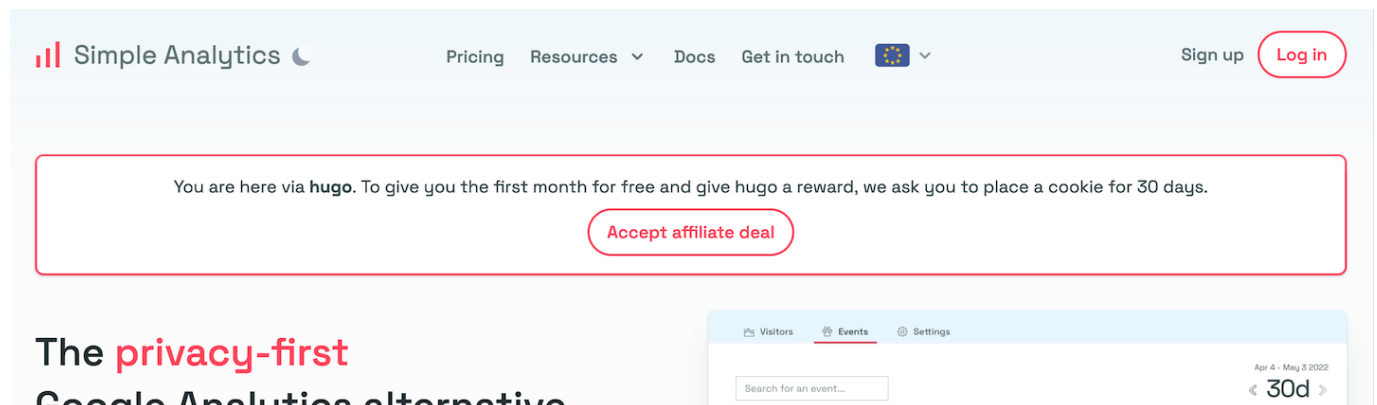 Simple Analytics
Pricing Resources Docs Get in touch
Sign up Log in
You are here via hugo. To give you the first month for free and give hugo a reward, we ask you to place a cookie for 30 days.
Accept affiliate deal
The privacy-first
Google Analytics alternative
Visitors Events Settings
Apr 4 - May 3 2022
Search for an event...
« 30d »